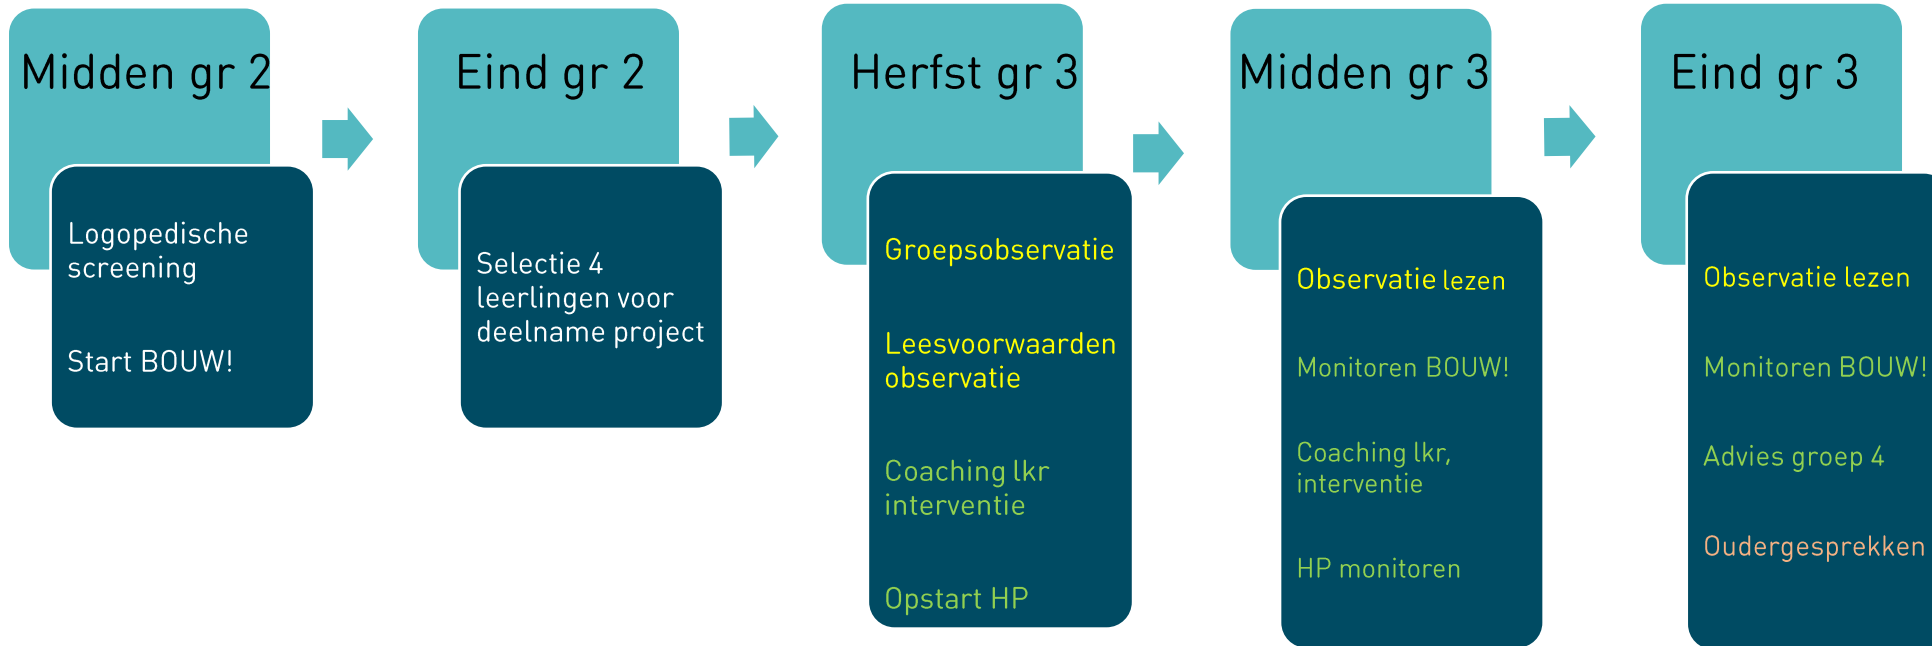 Midden gr 2
Logopedische
screening
Start BOUW!
Eind gr 2
Selectie 4
leerlingen voor
deelname project
Herfst gr 3
Groepsobservatie
Leesvoorwaarden
observatie
Coaching lkr
interventie
Opstart HP
Midden gr 3
Observatie lezen
Monitoren BOUW!
Coaching lkr,
interventie
HP monitoren
Eind gr 3
Observatie lezen
Monitoren BOUW!
Advies groep 4
Oudergesprekken